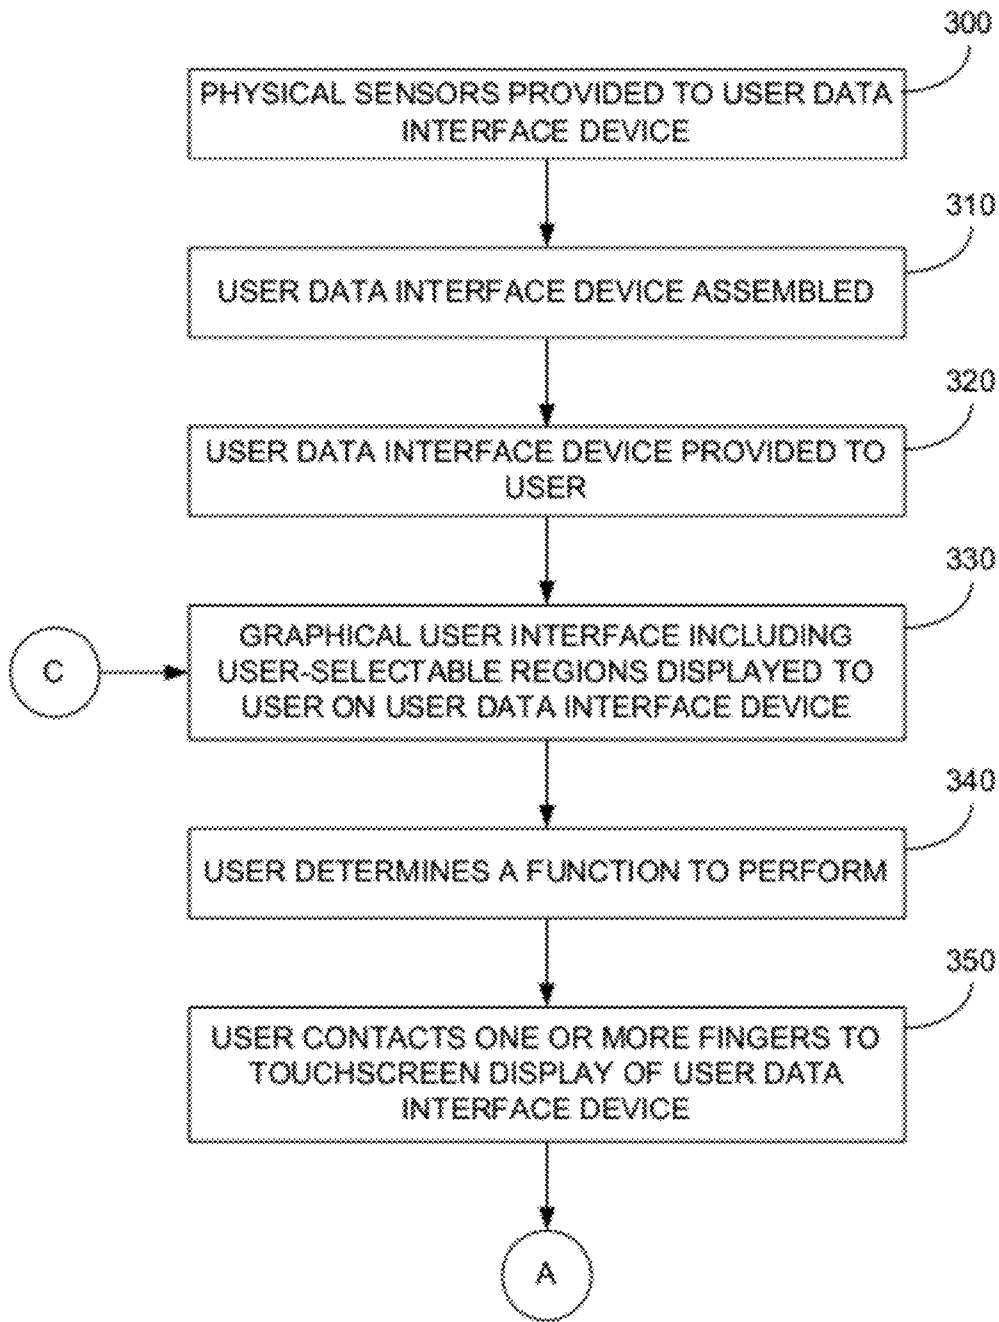 300
PHYSICAL SENSORS PROVIDED TO USER DATA
INTERFACE DEVICE
310
USER DATA INTERFACE DEVICE ASSEMBLED
320
USER DATA INTERFACE DEVICE PROVIDED TO
USER
330
GRAPHICAL USER INTERFACE INCLUDING
USER-SELECTABLE REGIONS DISPLAYED TO
USER ON USER DATA INTERFACE DEVICE
C
340
USER DETERMINES A FUNCTION TO PERFORM
350
USER CONTACTS ONE OR MORE FINGERS TO
TOUCHSCREEN DISPLAY OF USER DATA
INTERFACE DEVICE
A